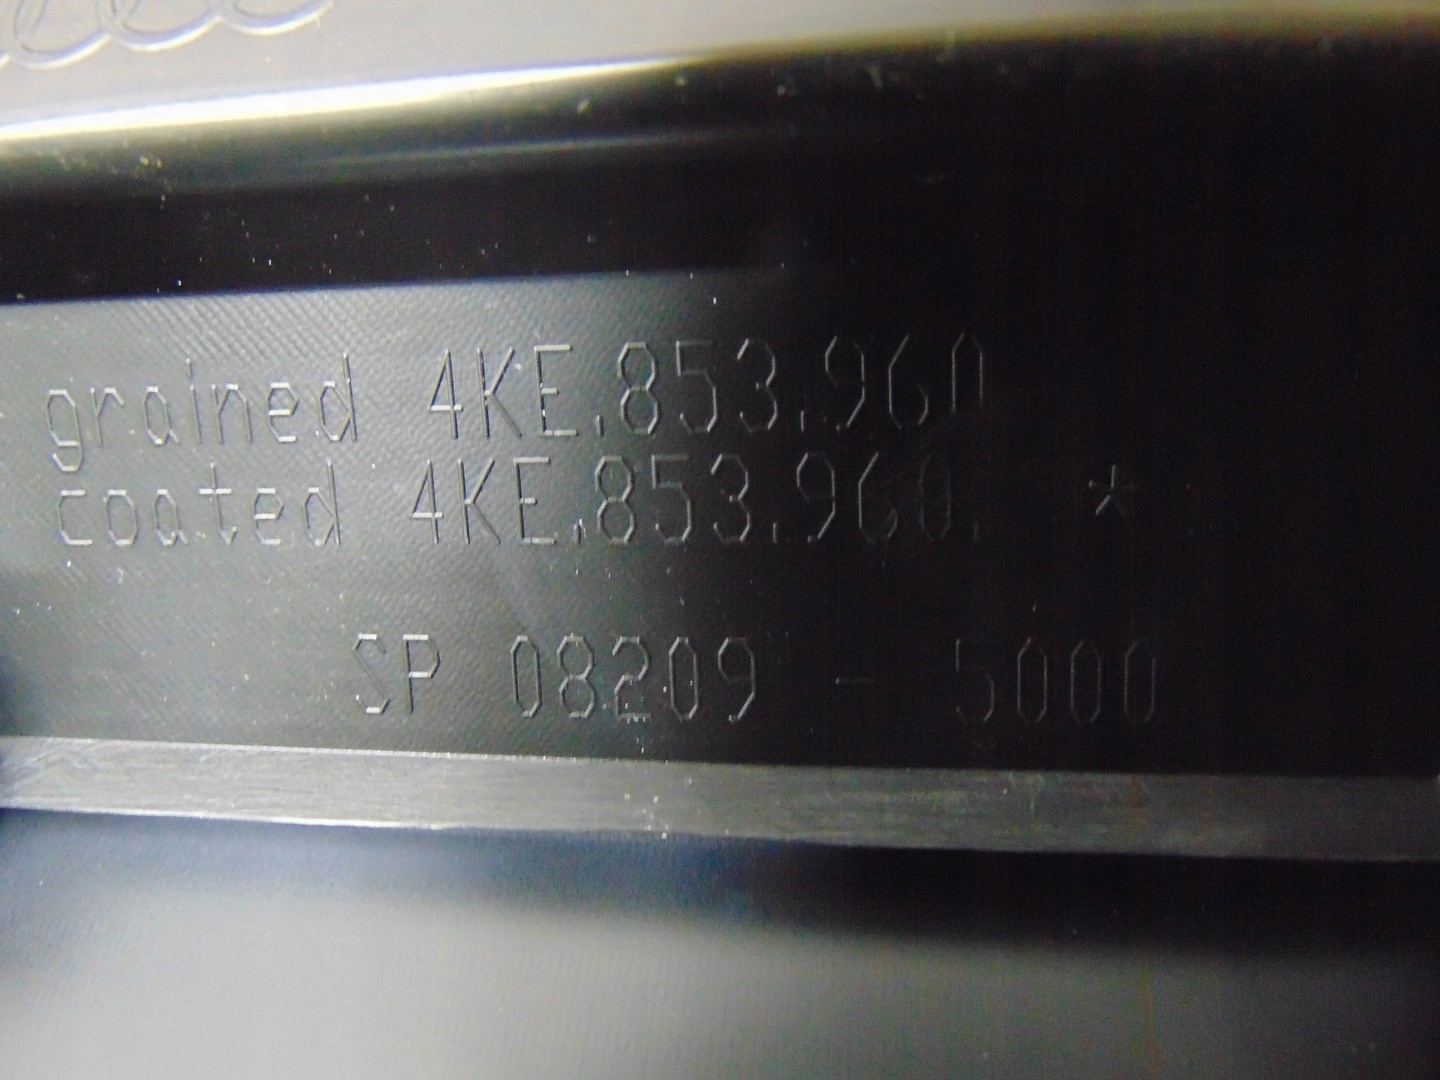 grained 4KE.853.960
coated 4KE.853.960. *
SP 08209 - 5000